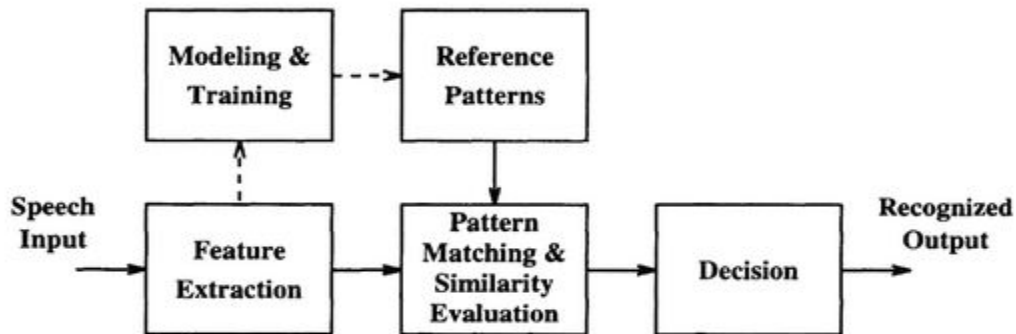 Modeling &
Training
Reference
Patterns
Speech
Input
Feature
Extraction
Pattern
Matching &
Similarity
Evaluation
Decision
Recognized
Output